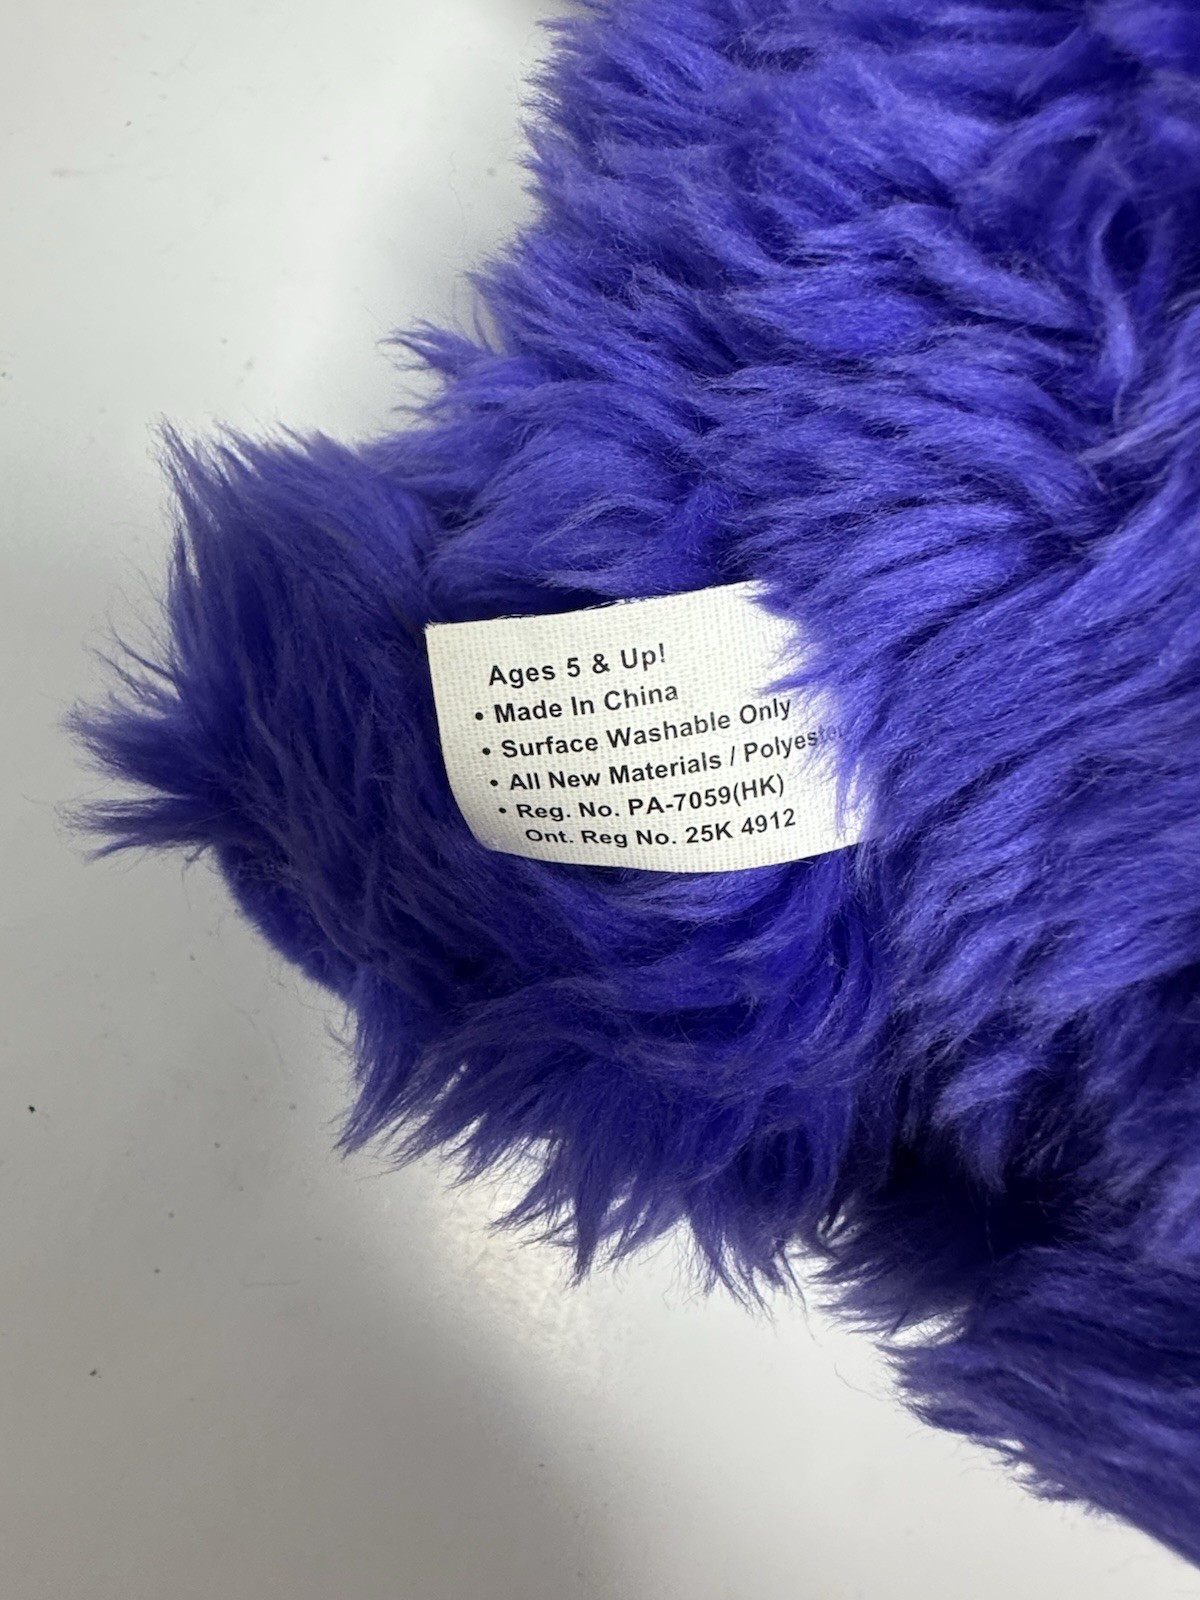 Ages 5 & Up!
• Made In China
• Surface Washable Only
• All New Materials / Polyester
• Reg. No. PA-7059(HK)
Ont. Reg No. 25K 4912